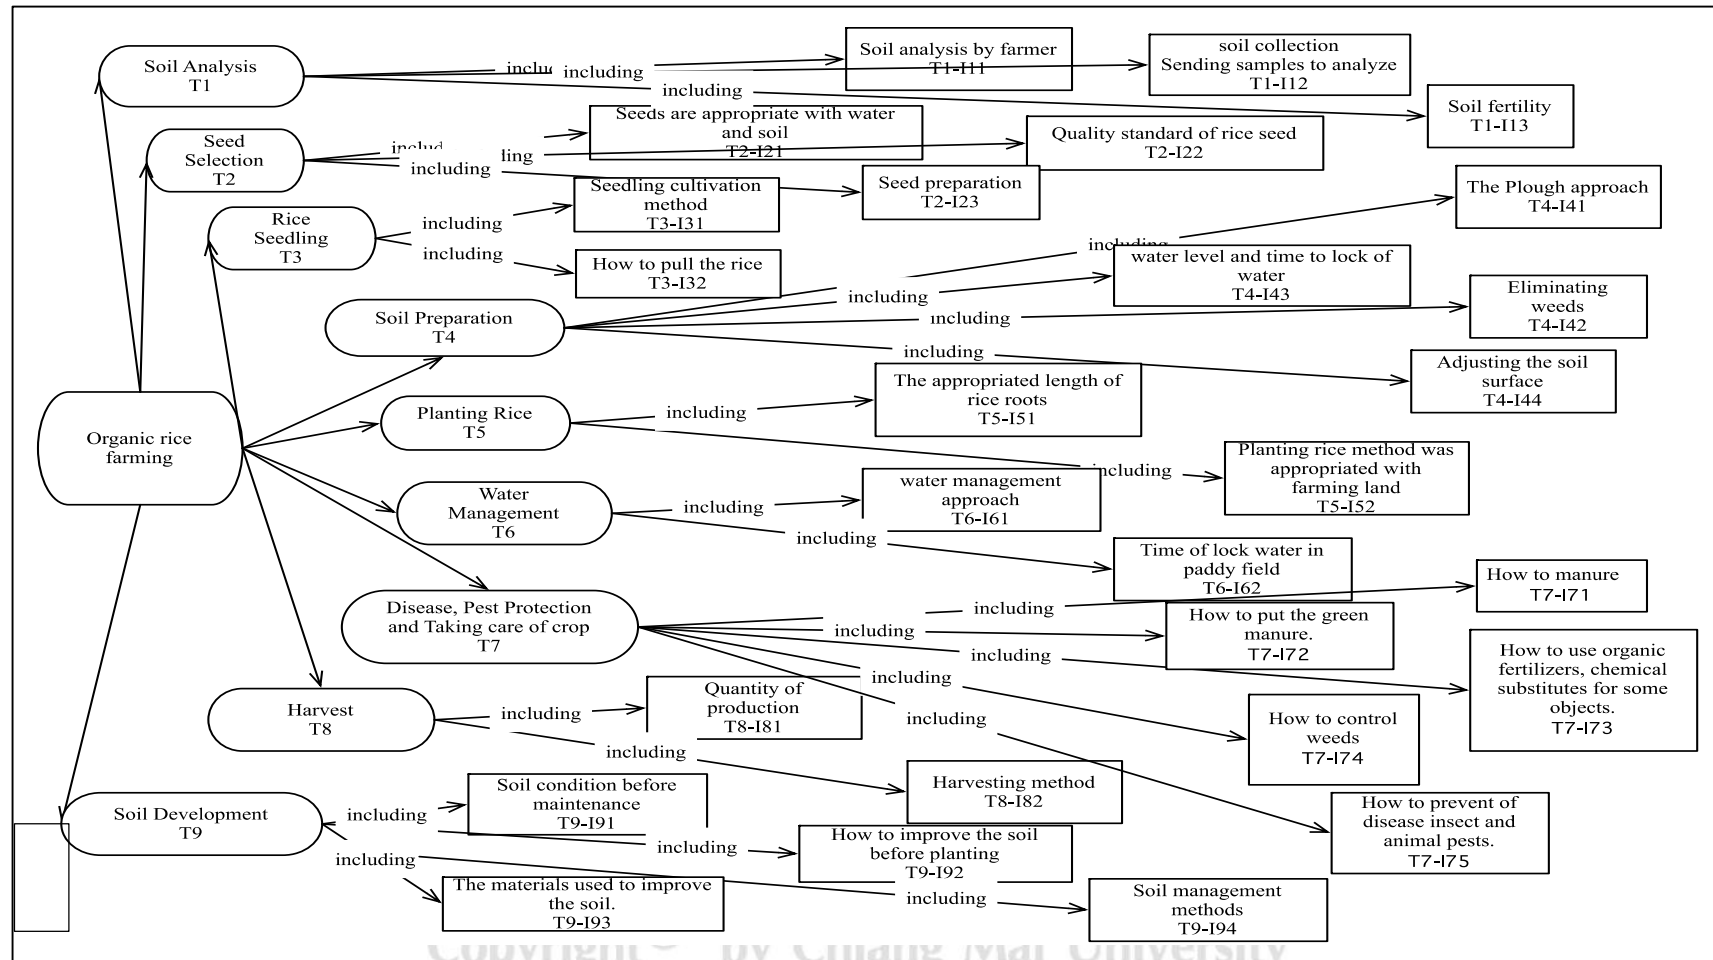 Soil Analysis
T1
including
including
Soil analysis by farmer
T1-I11
soil collection
Sending samples to analyze
T1-I12
including
Soil fertility
T1-I13
Seed
Selection
T2
Seeds are appropriate with water
and soil
T2-I21
Quality standard of rice seed
T2-I22
including
Seed preparation
T2-I23
Rice
Seedling
T3
including
Seedling cultivation
method
T3-I31
including
How to pull the rice
T3-I32
Soil Preparation
T4
including
The Plough approach
T4-I41
including
water level and time to lock of
water
T4-I43
including
Eliminating
weeds
T4-I42
including
Adjusting the soil
surface
T4-I44
Organic rice
farming
Planting Rice
T5
including
The appropriated length of
rice roots
T5-I51
including
Planting rice method was
appropriated with
farming land
T5-I52
Water
Management
T6
including
water management
approach
T6-I61
including
Time of lock water in
paddy field
T6-I62
Disease, Pest Protection
and Taking care of crop
T7
including
How to manure
T7-I71
including
How to put the green
manure.
T7-I72
including
How to use organic
fertilizers, chemical
substitutes for some
objects.
T7-I73
including
How to control
weeds
T7-I74
including
How to prevent of
disease insect and
animal pests.
T7-I75
Harvest
T8
including
Quantity of
production
T8-I81
including
Harvesting method
T8-I82
Soil Development
T9
including
Soil condition before
maintenance
T9-I91
including
How to improve the soil
before planting
T9-I92
including
The materials used to improve
the soil.
T9-I93
including
Soil management
methods
T9-I94
Copyright© by Chiang Mai University